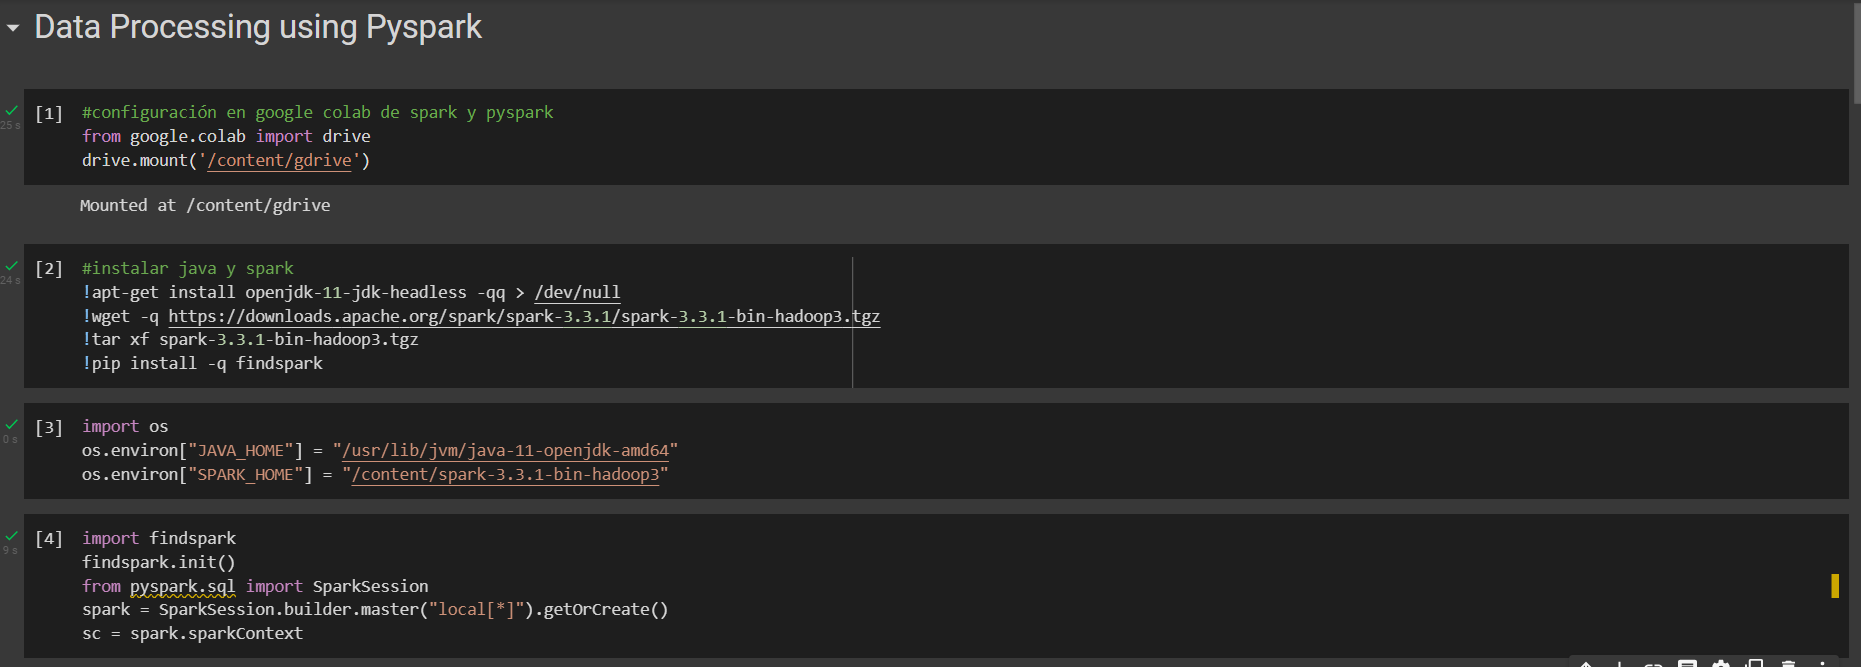 Data Processing using Pyspark
[1] #configuración en google colab de spark y pyspark
from google.colab import drive
drive.mount('/content/gdrive')
25 s
Mounted at /content/gdrive
[2] #instalar java y spark
24 s
!apt-get install openjdk-11-jdk-headless -qq > /dev/null
!wget -q https://downloads.apache.org/spark/spark-3.3.1/spark-3.3.1-bin-hadoop3.tgz
!tar xf spark-3.3.1-bin-hadoop3.tgz
!pip install -q findspark
[3] import os
0 s
os.environ["JAVA_HOME"] = "/usr/lib/jvm/java-11-openjdk-amd64"
os.environ["SPARK_HOME"] = "/content/spark-3.3.1-bin-hadoop3"
[4] import findspark
9 s
findspark.init()
from pyspark.sql import SparkSession
spark = SparkSession.builder.master("local[*]").getOrCreate()
sc = spark.sparkContext